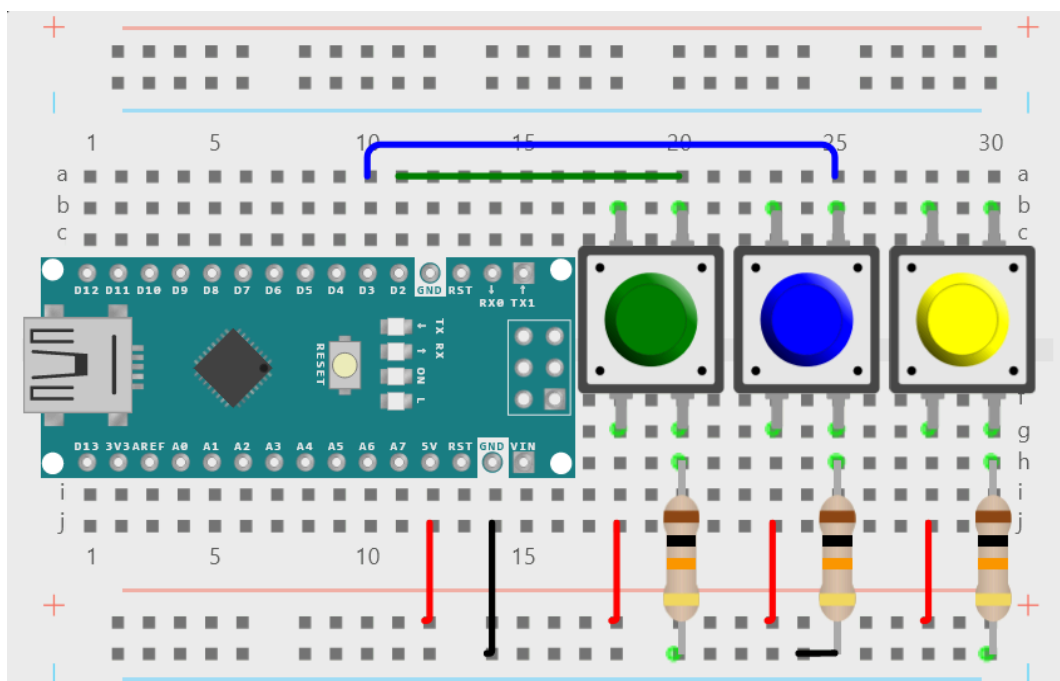 + +
1 5 10 15 20 25 30
a a
b b
c c
D12 D11 D10 D9 D8 D7 D6 D5 D4 D3 D2 GND RST ↓ ↑
RX0 TX1
TX
RX
ON
L
RESET
D13 3V3 AREF A0 A1 A2 A3 A4 A5 A6 A7 5V RST GND VIN
f
g g
h h
i i
j j
1 5 10 15
+ +